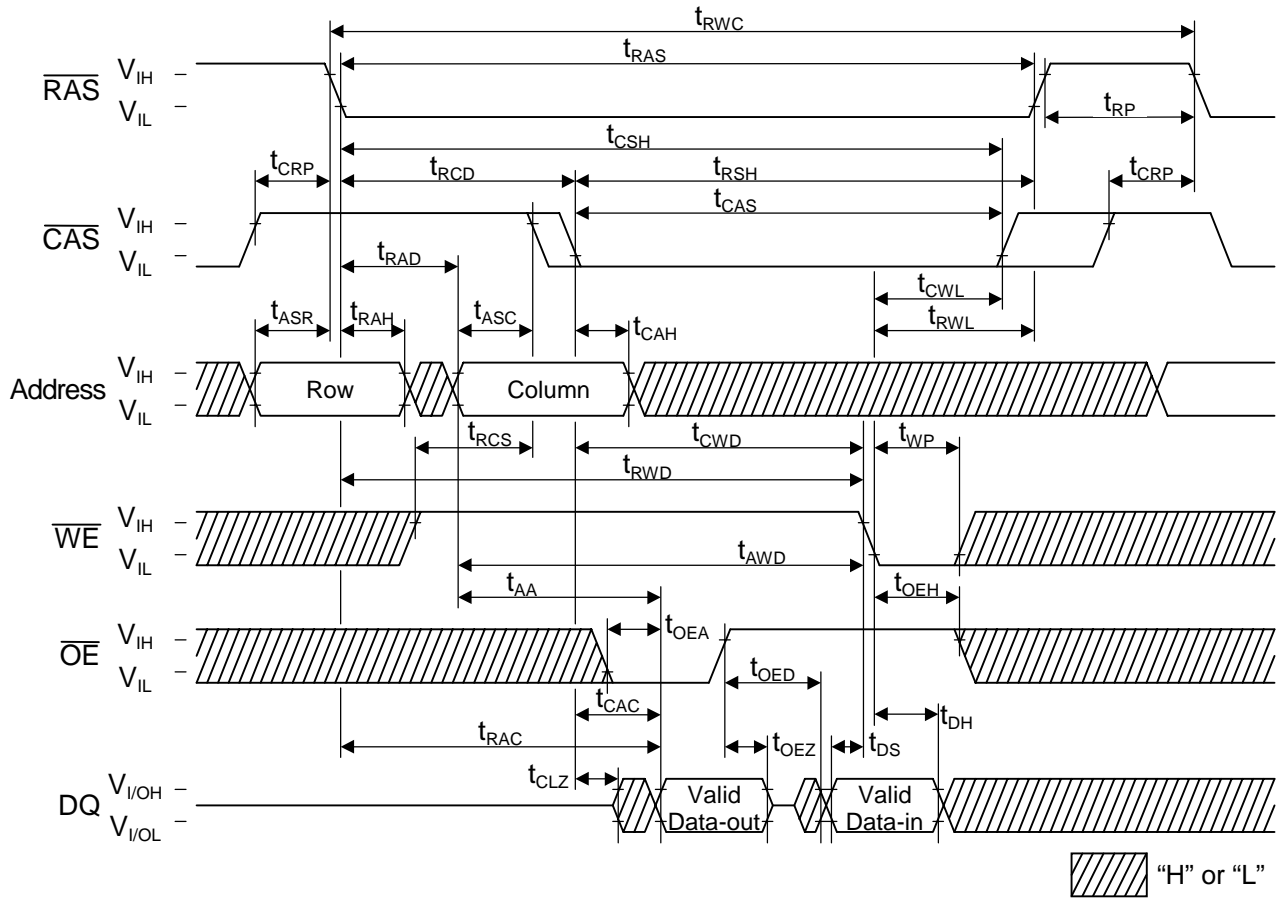 tRWC
tRAS
RAS
VIH
VIL
tRP
tCSH
tCRP
tRCD
tRSH
tCRP
CAS
VIH
VIL
tCAS
tRAD
tCWL
tASR
tRAH
tASC
tCAH
tRWL
Address
VIH
VIL
Row
Column
tRCS
tCWD
tWP
tRWD
WE
VIH
VIL
tAWD
tAA
tOEH
OE
VIH
VIL
tOEA
tOED
tCAC
tDH
tRAC
tOEZ
tDS
tCLZ
DQ
VI/OH
VI/OL
Valid
Data-out
Valid
Data-in
“H” or “L”